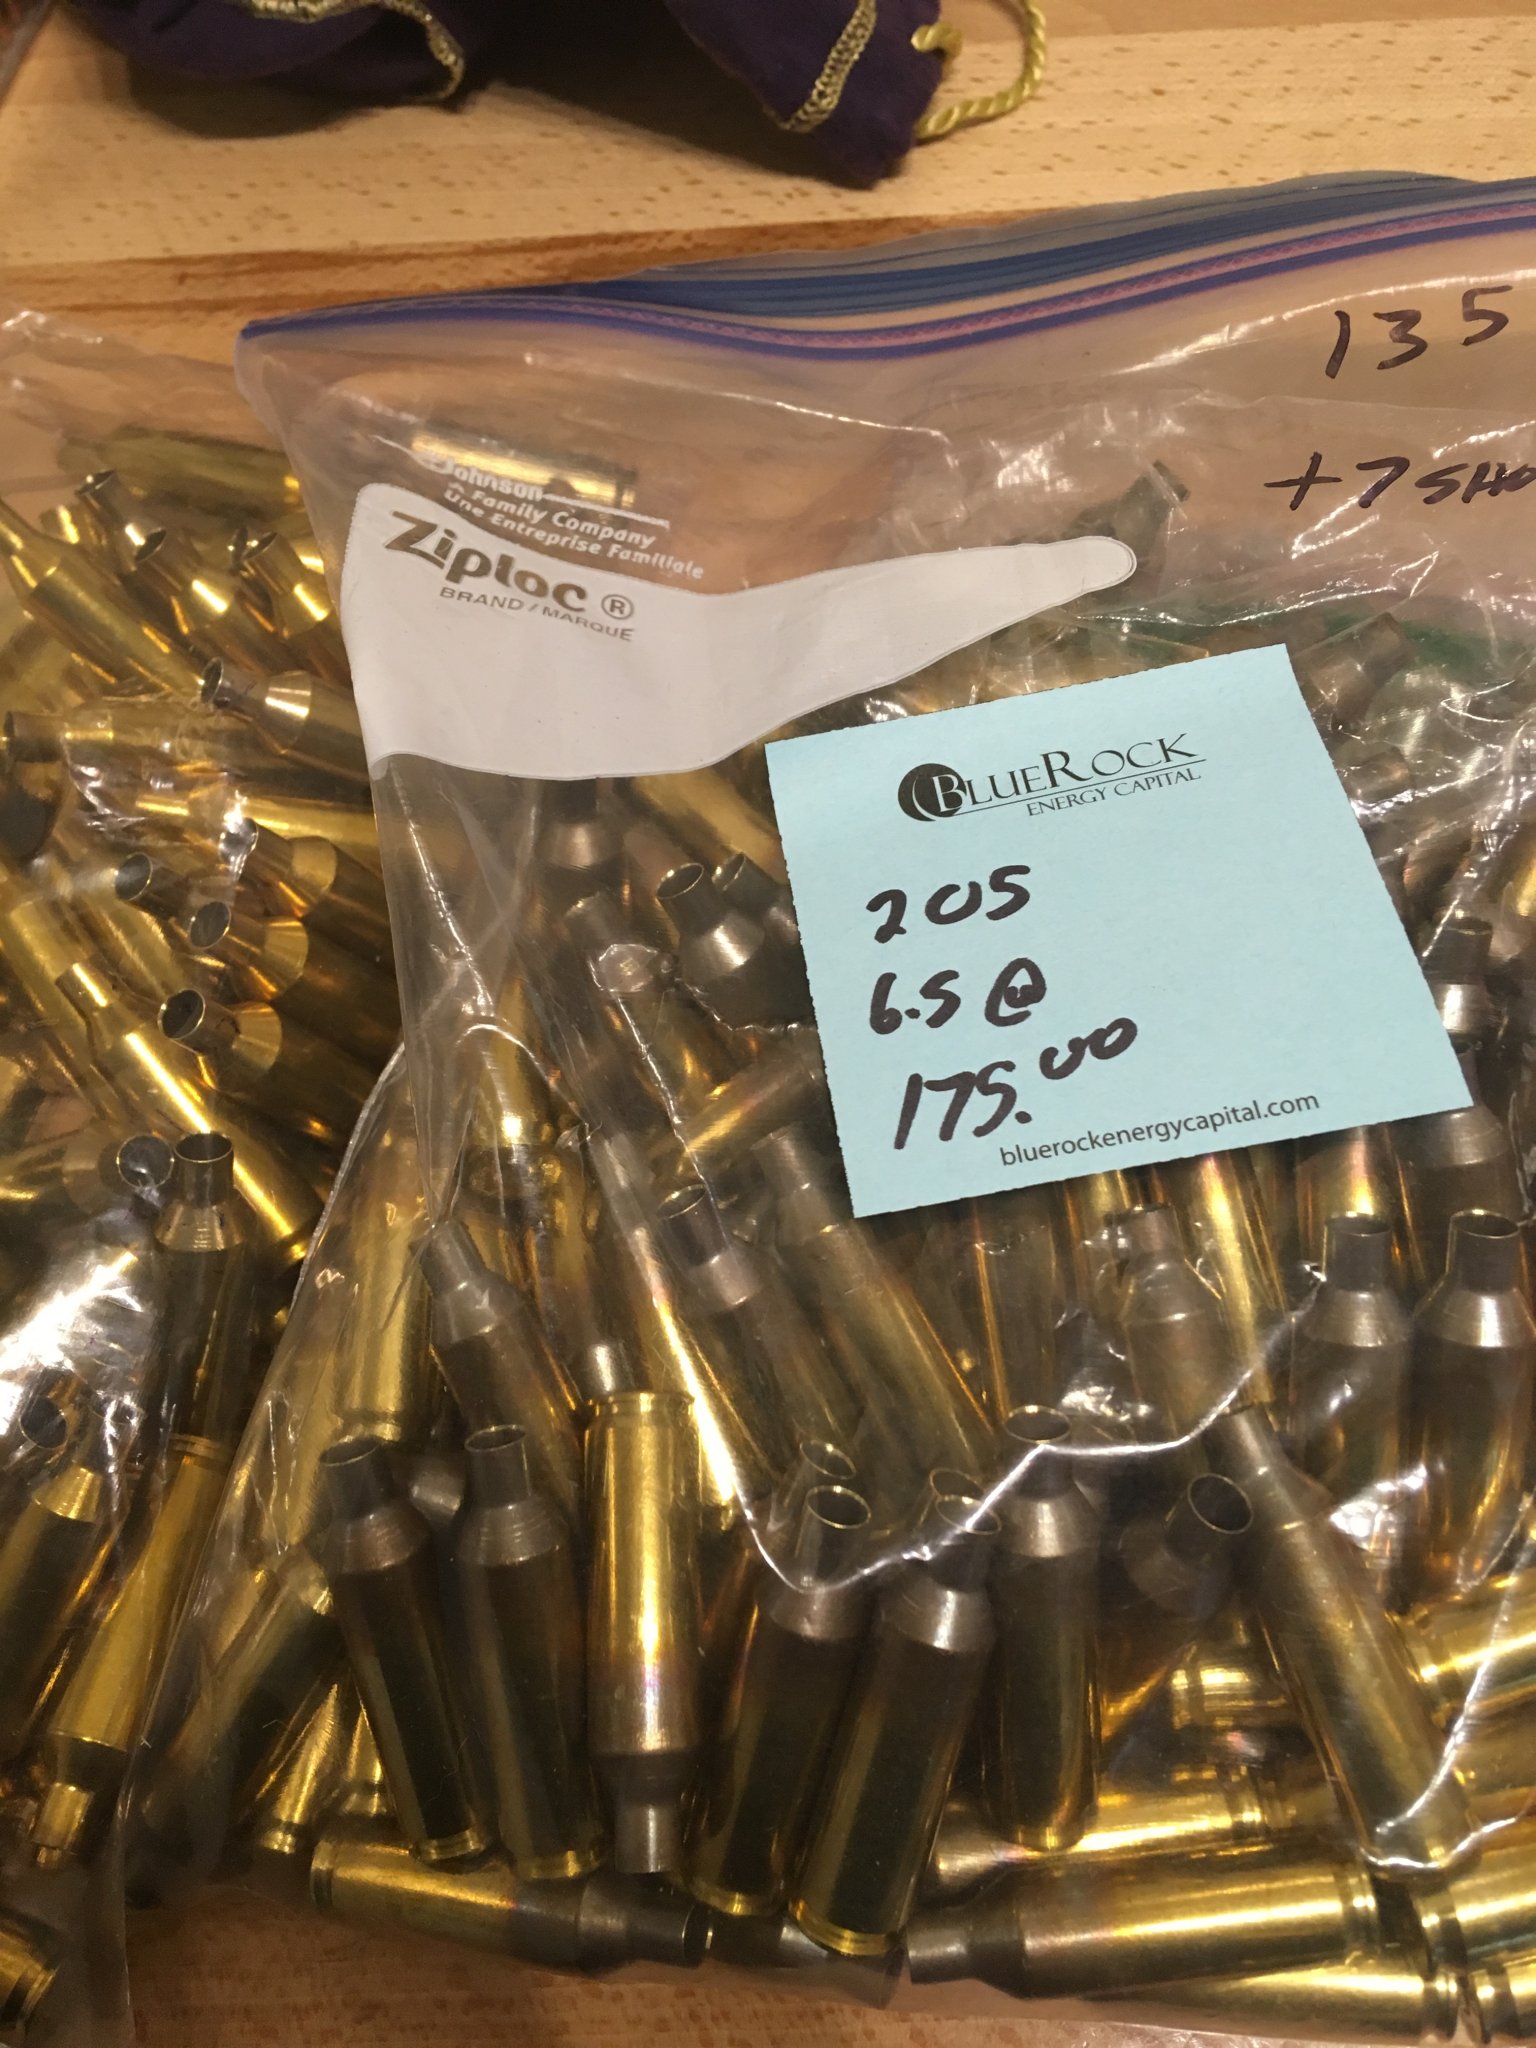 135
+7 SHO
Johnson
A Family Company
Une Entreprise Familiale
Ziploc®
BRAND / MARQUE
BLUEROCK
ENERGY CAPITAL
205
6.5 @
175.00
bluerockenergycapital.com